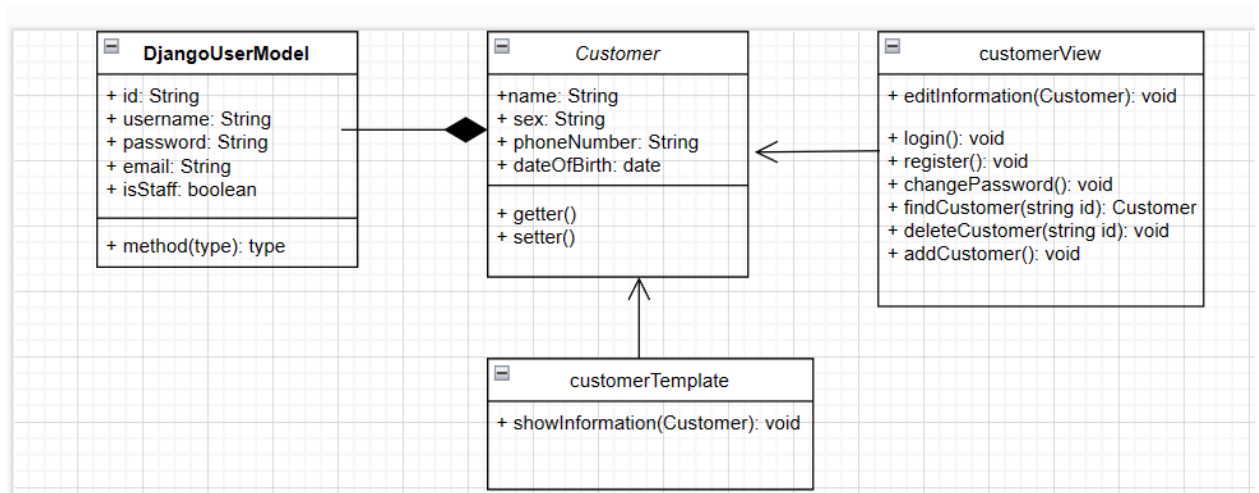 DjangoUserModel
+ id: String
+ username: String
+ password: String
+ email: String
+ isStaff: boolean
+ method(type): type
Customer
+name: String
+ sex: String
+ phoneNumber: String
+ dateOfBirth: date
+ getter()
+ setter()
customerView
+ editInformation(Customer): void
+ login(): void
+ register(): void
+ changePassword(): void
+ findCustomer(string id): Customer
+ deleteCustomer(string id): void
+ addCustomer(): void
customerTemplate
+ showInformation(Customer): void